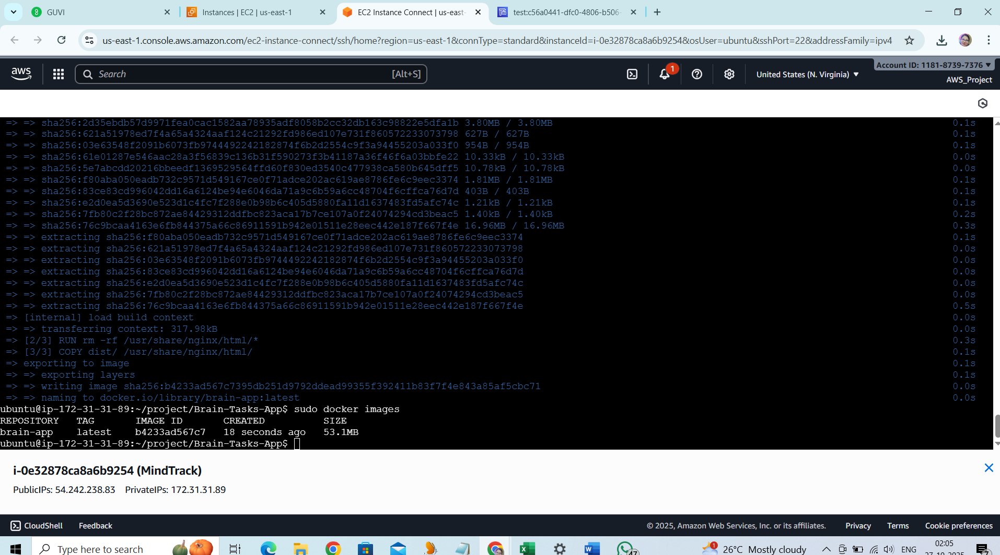 GUVI
Instances | EC2 | us-east-1
EC2 Instance Connect | us-east-
test:c56a0441-dfc0-4806-b506-
us-east-1.console.aws.amazon.com/ec2-instance-connect/ssh/home?region=us-east-1&connType=standard&instanceId=i-0e32878ca8a6b9254&osUser=ubuntu&sshPort=22&addressFamily=ipv4
aws
Search
[Alt+S]
1
United States (N. Virginia)
Account ID: 1181-8739-7376
AWS_Project
=> => sha256:2d35ebdb57d9971fea0cac1582aa78935adf8058b2cc32db163c98822e5dfa1b 3.80MB / 3.80MB 0.1s
=> => sha256:621a51978ed7f4a65a4324aaf124c21292fd986ed107e731f860572233073798 627B / 627B 0.1s
=> => sha256:03e63548f2091b6073fb9744492242182874f6b2d2554c9f3a94455203a033f0 954B / 954B 0.1s
=> => sha256:61e01287e546aac28a3f56839c136b31f590273f3b41187a36f46f6a03bbfe22 10.33kB / 10.33kB 0.0s
=> => sha256:5e7abcdd20216bbeedf1369529564ffd60f830ed3540c477938ca580b645dff5 10.78kB / 10.78kB 0.0s
=> => sha256:f80aba050eadb732c9571d549167ce0f71adce202ac619ae8786fe6c9eec3374 1.81MB / 1.81MB 0.1s
=> => sha256:83ce83cd996042dd16a6124be94e6046da71a9c6b59a6cc48704f6cffca76d7d 403B / 403B 0.1s
=> => sha256:e2d0ea5d3690e523d1c4fc7f288e0b98b6c405d5880fa11d1637483fd5afc74c 1.21kB / 1.21kB 0.1s
=> => sha256:7fb80c2f28bc872ae84429312ddfbc823aca17b7ce107a0f24074294cd3beac5 1.40kB / 1.40kB 0.2s
=> => sha256:76c9bcaa4163e6fb844375a66c86911591b942e01511e28eec442e187f667f4e 16.96MB / 16.96MB 0.3s
=> => extracting sha256:f80aba050eadb732c9571d549167ce0f71adce202ac619ae8786fe6c9eec3374 0.1s
=> => extracting sha256:621a51978ed7f4a65a4324aaf124c21292fd986ed107e731f860572233073798 0.0s
=> => extracting sha256:03e63548f2091b6073fb9744492242182874f6b2d2554c9f3a94455203a033f0 0.0s
=> => extracting sha256:83ce83cd996042dd16a6124be94e6046da71a9c6b59a6cc48704f6cffca76d7d 0.0s
=> => extracting sha256:e2d0ea5d3690e523d1c4fc7f288e0b98b6c405d5880fa11d1637483fd5afc74c 0.0s
=> => extracting sha256:7fb80c2f28bc872ae84429312ddfbc823aca17b7ce107a0f24074294cd3beac5 0.0s
=> => extracting sha256:76c9bcaa4163e6fb844375a66c86911591b942e01511e28eec442e187f667f4e 0.5s
=> [internal] load build context 0.0s
=> => transferring context: 317.98kB 0.0s
=> [2/3] RUN rm -rf /usr/share/nginx/html/* 0.3s
=> [3/3] COPY dist/ /usr/share/nginx/html/ 0.1s
=> exporting to image 0.1s
=> => exporting layers 0.1s
=> => writing image sha256:b4233ad567c7395db251d9792ddead99355f392411b83f7f4e843a85af5cbc71 0.0s
=> => naming to docker.io/library/brain-app:latest 0.0s
ubuntu@ip-172-31-31-89:~/project/Brain-Tasks-App$ sudo docker images
REPOSITORY TAG IMAGE ID CREATED SIZE
brain-app latest b4233ad567c7 18 seconds ago 53.1MB
ubuntu@ip-172-31-31-89:~/project/Brain-Tasks-App$
i-0e32878ca8a6b9254 (MindTrack)
PublicIPs: 54.242.238.83 PrivateIPs: 172.31.31.89
CloudShell Feedback © 2025, Amazon Web Services, Inc. or its affiliates. Privacy Terms Cookie preferences
Type here to search
47
1
26°C Mostly cloudy
ENG
02:05
27-10-2025
7